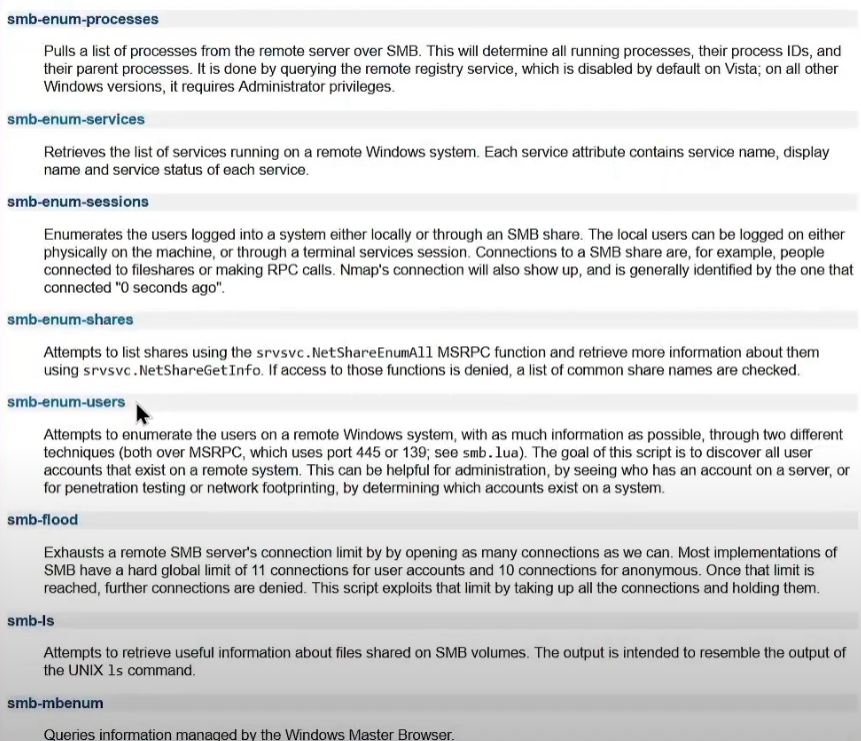 smb-enum-processes
Pulls a list of processes from the remote server over SMB. This will determine all running processes, their process IDs, and
their parent processes. It is done by querying the remote registry service, which is disabled by default on Vista; on all other
Windows versions, it requires Administrator privileges.
smb-enum-services
Retrieves the list of services running on a remote Windows system. Each service attribute contains service name, display
name and service status of each service.
smb-enum-sessions
Enumerates the users logged into a system either locally or through an SMB share. The local users can be logged on either
physically on the machine, or through a terminal services session. Connections to a SMB share are, for example, people
connected to fileshares or making RPC calls. Nmap's connection will also show up, and is generally identified by the one that
connected "0 seconds ago".
smb-enum-shares
Attempts to list shares using the srvsvc.NetShareEnumAll MSRPC function and retrieve more information about them
using srvsvc.NetShareGetInfo. If access to those functions is denied, a list of common share names are checked.
smb-enum-users
Attempts to enumerate the users on a remote Windows system, with as much information as possible, through two different
techniques (both over MSRPC, which uses port 445 or 139; see smb.lua). The goal of this script is to discover all user
accounts that exist on a remote system. This can be helpful for administration, by seeing who has an account on a server, or
for penetration testing or network footprinting, by determining which accounts exist on a system.
smb-flood
Exhausts a remote SMB server's connection limit by by opening as many connections as we can. Most implementations of
SMB have a hard global limit of 11 connections for user accounts and 10 connections for anonymous. Once that limit is
reached, further connections are denied. This script exploits that limit by taking up all the connections and holding them.
smb-ls
Attempts to retrieve useful information about files shared on SMB volumes. The output is intended to resemble the output of
the UNIX ls command.
smb-mbenum
Queries information managed by the Windows Master Browser.